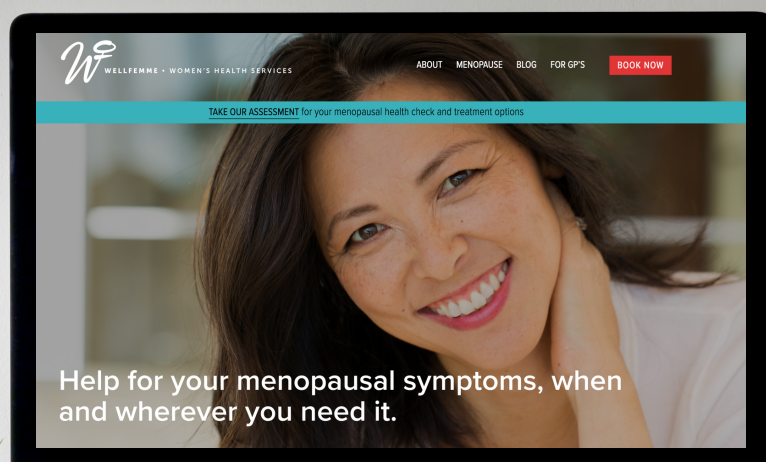 WELLFEMME • WOMEN'S HEALTH SERVICES
ABOUT MENOPAUSE BLOG FOR GP'S BOOK NOW
TAKE OUR ASSESSMENT for your menopausal health check and treatment options
Help for your menopausal symptoms, when
and wherever you need it.